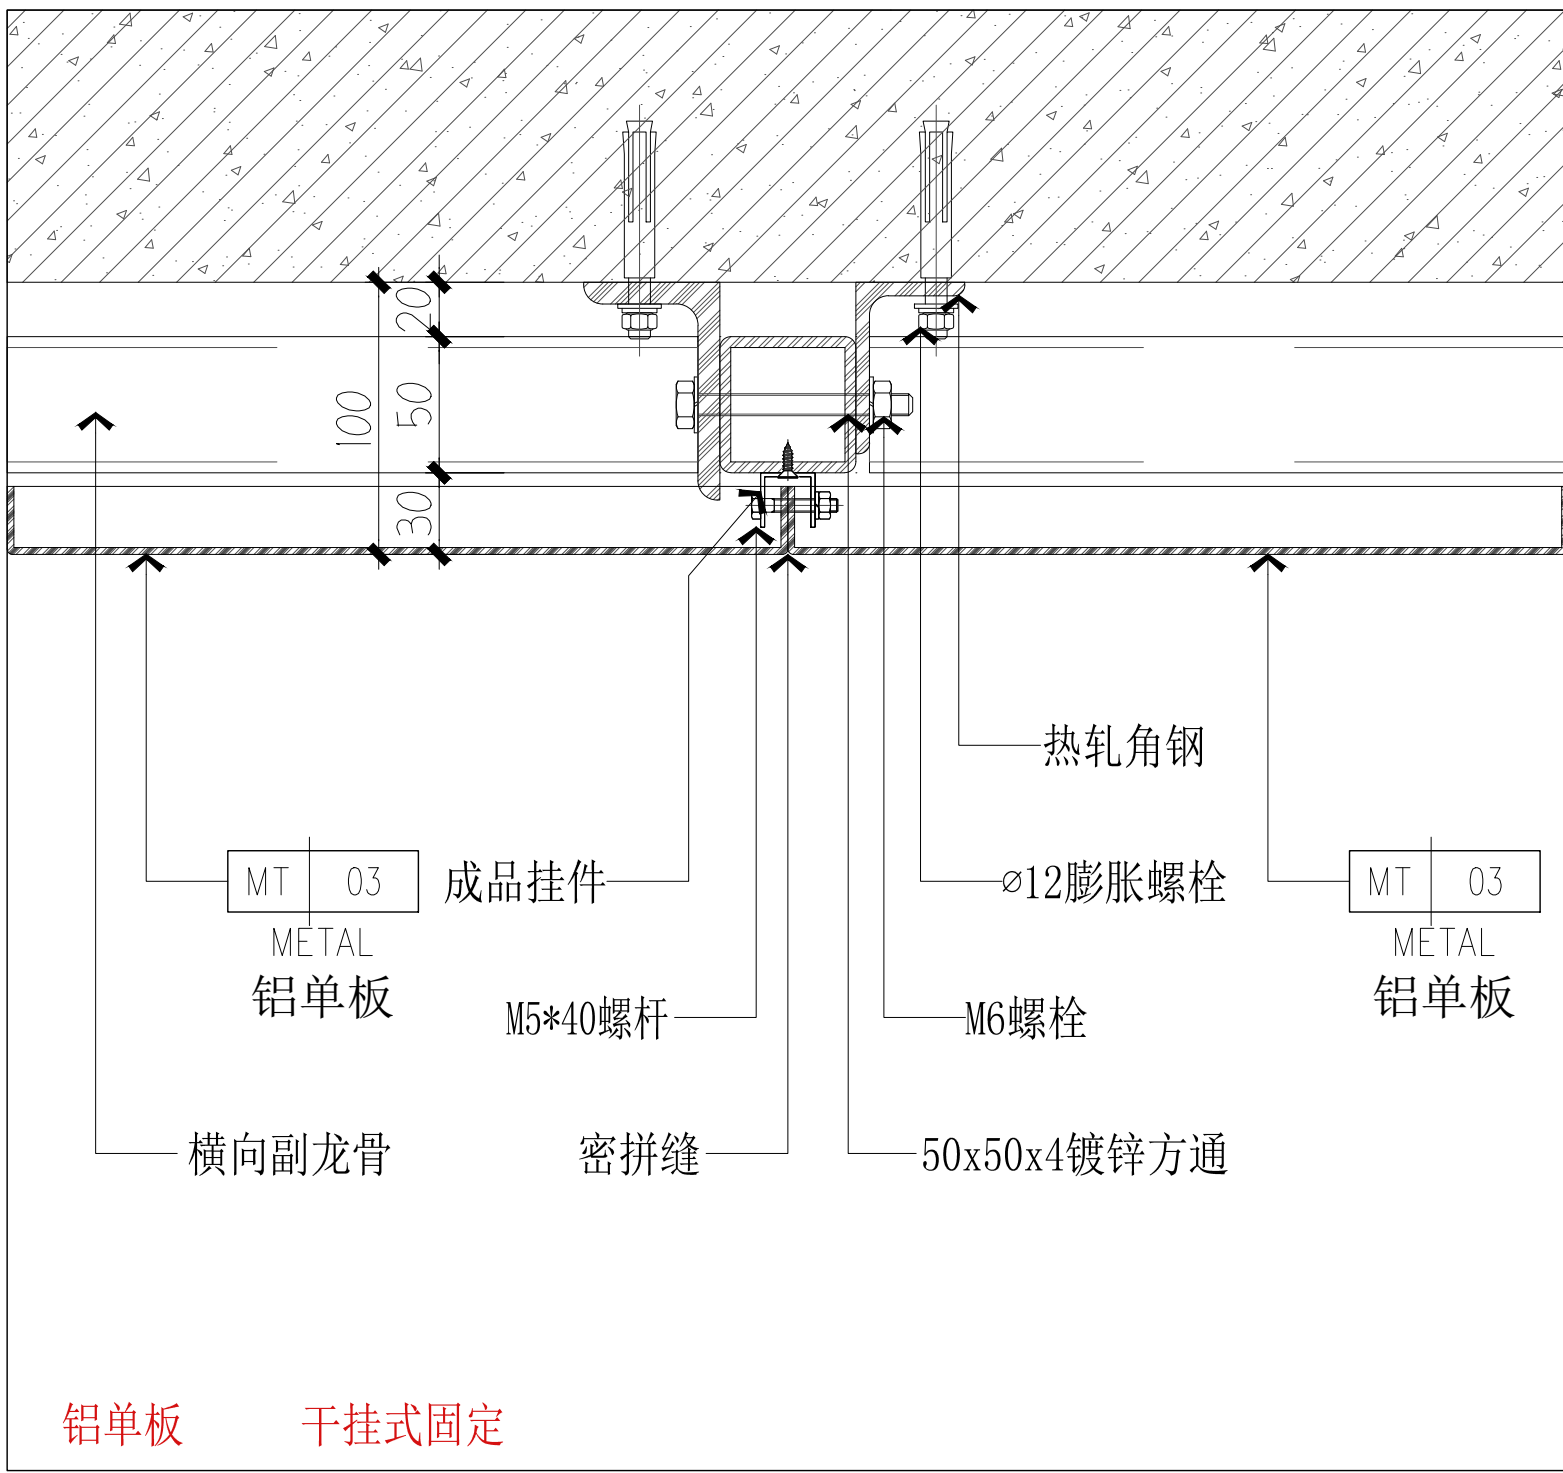 20
100
50
30
热轧角钢
MT 03
成品挂件
⌀12膨胀螺栓
MT 03
METAL
METAL
铝单板
铝单板
M5*40螺杆
M6螺栓
横向副龙骨
密拼缝
50x50x4镀锌方通
铝单板 干挂式固定